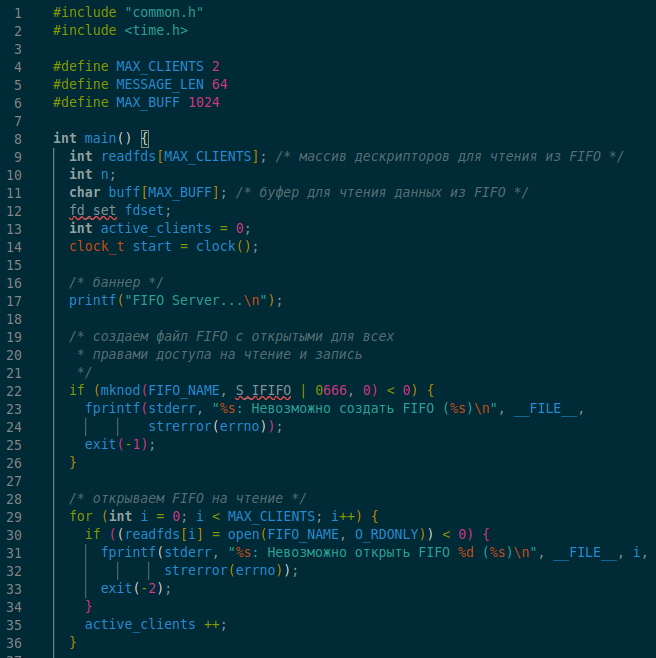 1 #include "common.h"
2 #include <time.h>
3
4 #define MAX_CLIENTS 2
5 #define MESSAGE_LEN 64
6 #define MAX_BUFF 1024
7
8 int main() {
9 int readfds[MAX_CLIENTS]; /* массив дескрипторов для чтения из FIFO */
10 int n;
11 char buff[MAX_BUFF]; /* буфер для чтения данных из FIFO */
12 fd_set fdset;
13 int active_clients = 0;
14 clock_t start = clock();
15
16 /* баннер */
17 printf("FIFO Server...\n");
18
19 /* создаем файл FIFO с открытыми для всех
20 * правами доступа на чтение и запись
21 */
22 if (mknod(FIFO_NAME, S_IFIFO | 0666, 0) < 0) {
23 fprintf(stderr, "%s: Невозможно создать FIFO (%s)\n", __FILE__,
24 strerror(errno));
25 exit(-1);
26 }
27
28 /* открываем FIFO на чтение */
29 for (int i = 0; i < MAX_CLIENTS; i++) {
30 if ((readfds[i] = open(FIFO_NAME, O_RDONLY)) < 0) {
31 fprintf(stderr, "%s: Невозможно открыть FIFO %d (%s)\n", __FILE__, i,
32 strerror(errno));
33 exit(-2);
34 }
35 active_clients ++;
36 }